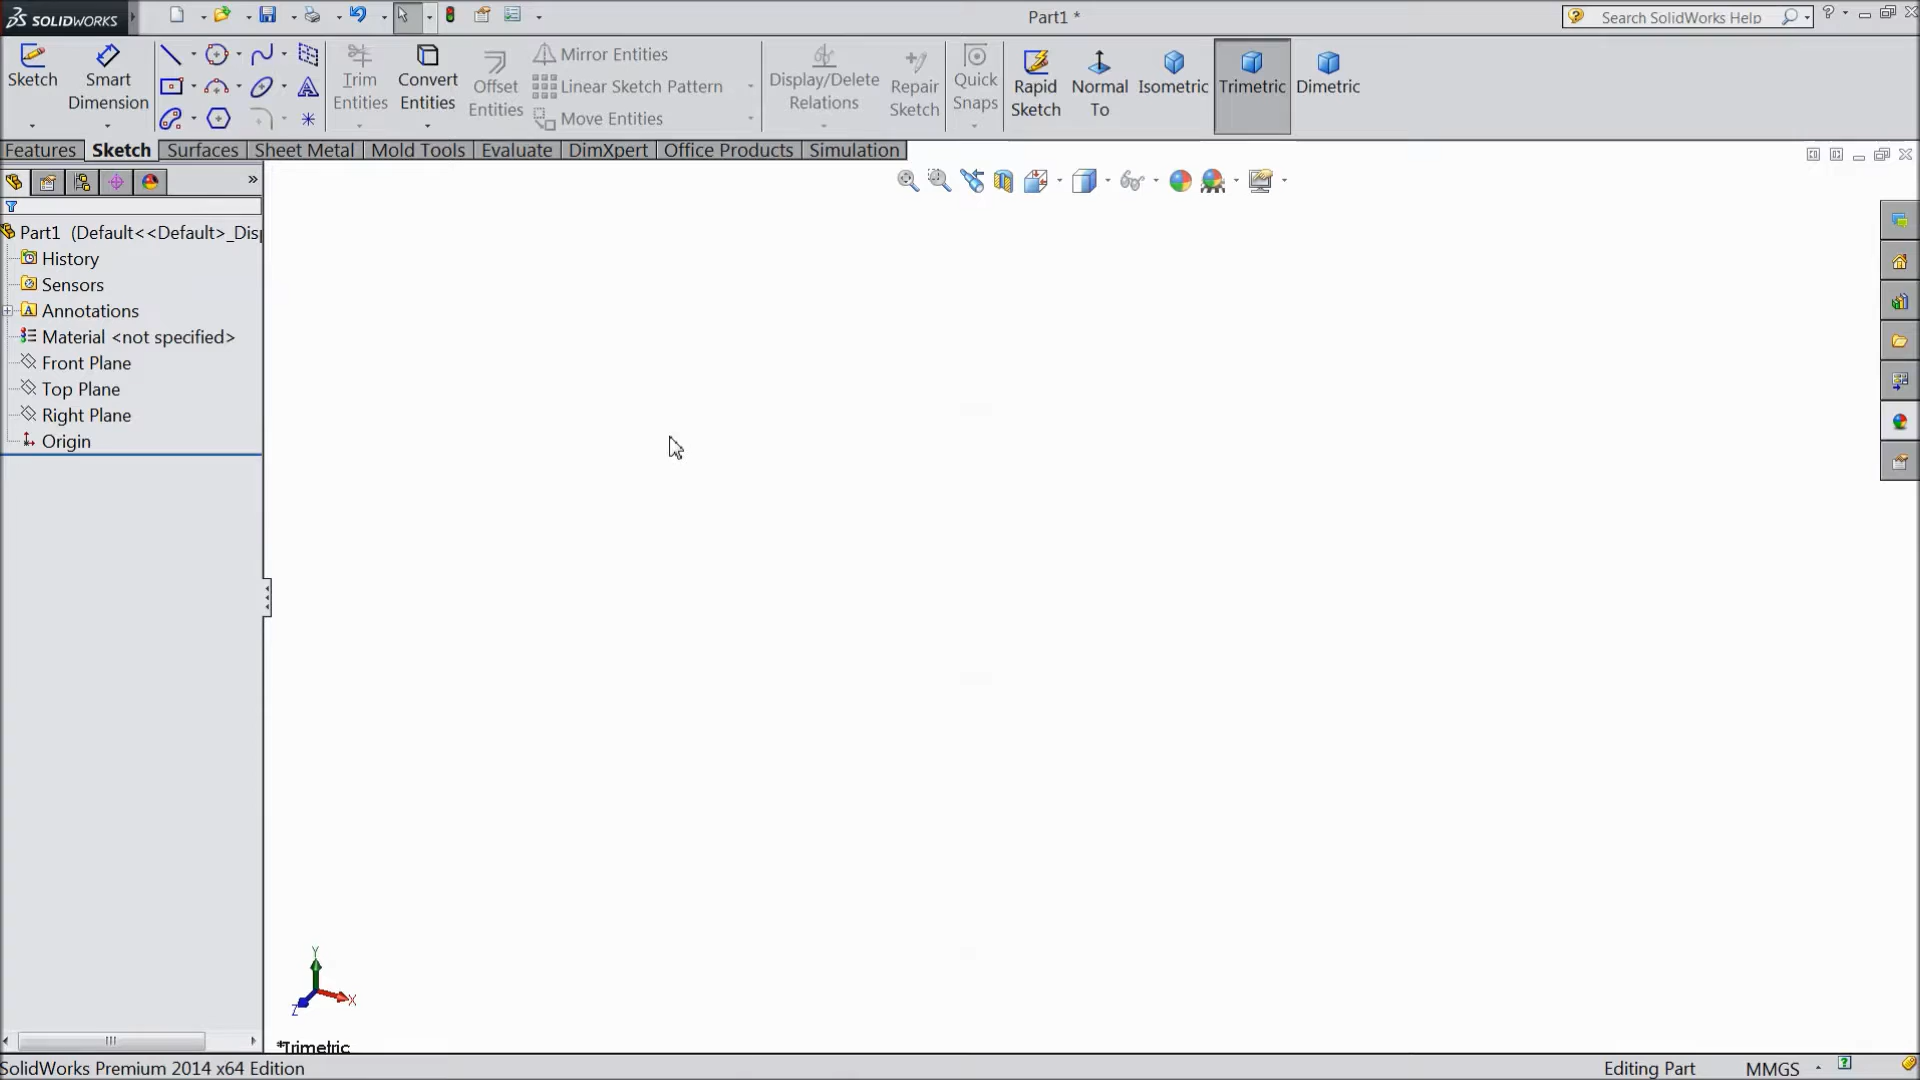 SOLIDWORKS
Part1 *
Search SolidWorks Help
Sketch
Smart
Dimension
Trim
Entities
Convert
Entities
Offset
Entities
Mirror Entities
Linear Sketch Pattern
Move Entities
Display/Delete
Relations
Repair
Sketch
Quick
Snaps
Rapid
Sketch
Normal
To
Isometric
Trimetric
Dimetric
Features
Sketch
Surfaces
Sheet Metal
Mold Tools
Evaluate
DimXpert
Office Products
Simulation
Part1 (Default<<Default>_Disp
History
Sensors
Annotations
Material <not specified>
Front Plane
Top Plane
Right Plane
Origin
Y
X
Z
*Trimetric
SolidWorks Premium 2014 x64 Edition
Editing Part
MMGS